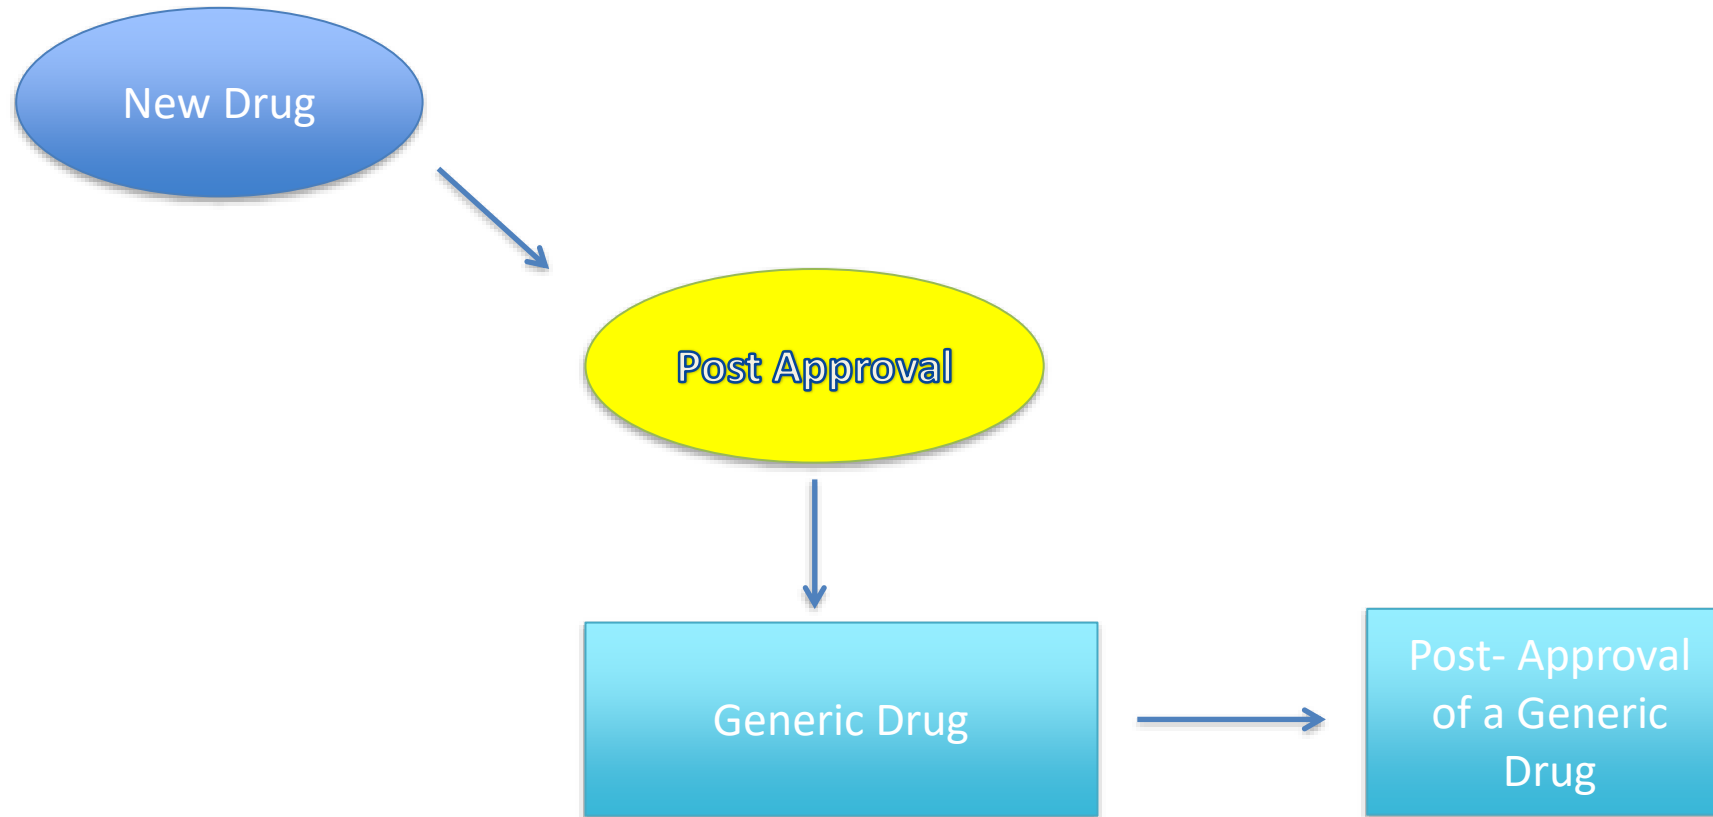 New Drug
Post Approval
Generic Drug
Post- Approval
of a Generic
Drug